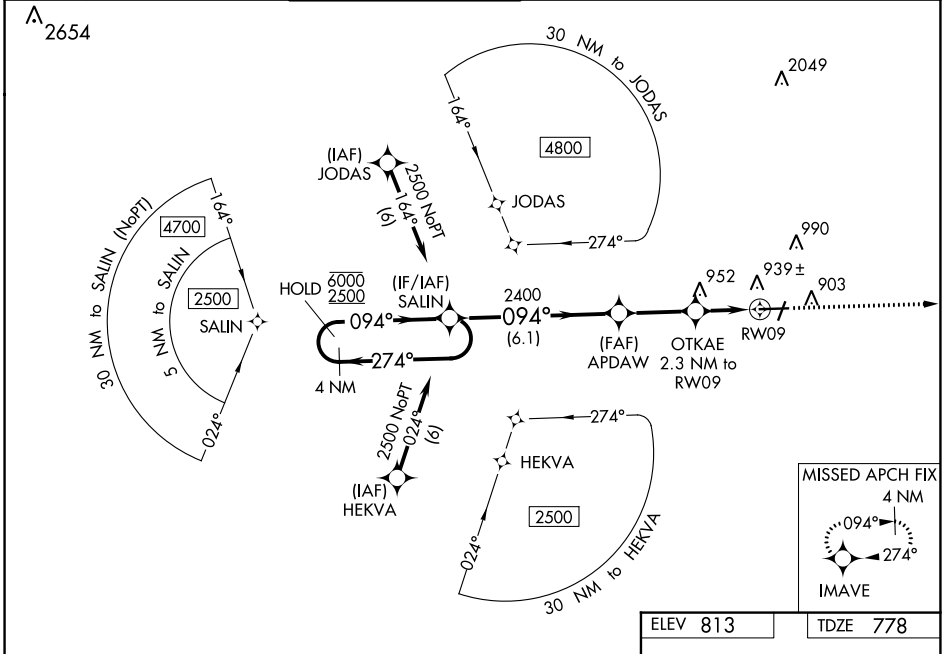 2654
30 NM to JODAS
2049
164°
4800
(IAF)
JODAS
2500 NoPT
164°
(6)
JODAS
274°
30 NM to SALIN (NoPT)
164°
4700
5 NM to SALIN
2500
SALIN
024°
HOLD
6000
2500
(IF/IAF)
SALIN
094°
274°
4 NM
2400
094°
(6.1)
(FAF)
APDAW
952
OTKAE
2.3 NM to
RW09
990
939±
903
RW09
2500 NoPT
024°
(6)
(IAF)
HEKVA
274°
HEKVA
2500
024°
30 NM to HEKVA
MISSED APCH FIX
4 NM
094°
274°
IMAVE
ELEV 813
TDZE 778